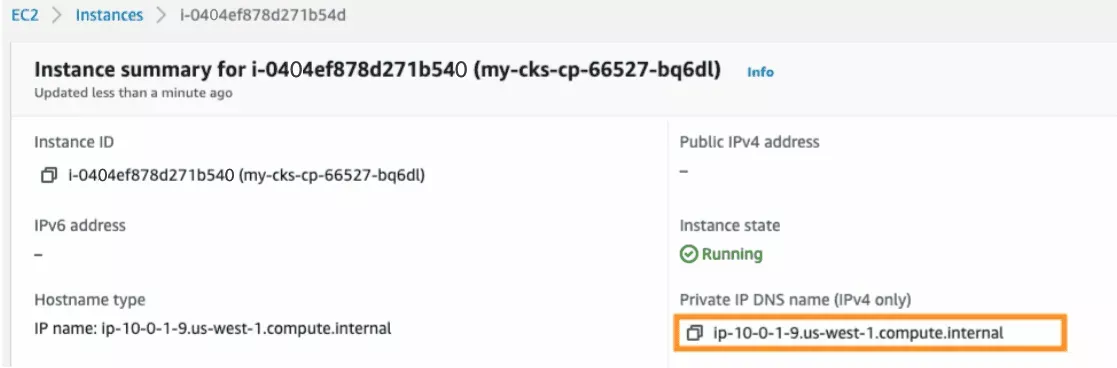 EC2 > Instances > i-0404ef878d271b54d
Instance summary for i-0404ef878d271b540 (my-cks-cp-66527-bq6dl) Info
Updated less than a minute ago
Instance ID
i-0404ef878d271b540 (my-cks-cp-66527-bq6dl)
Public IPv4 address
–
IPv6 address
–
Instance state
Running
Hostname type
IP name: ip-10-0-1-9.us-west-1.compute.internal
Private IP DNS name (IPv4 only)
ip-10-0-1-9.us-west-1.compute.internal